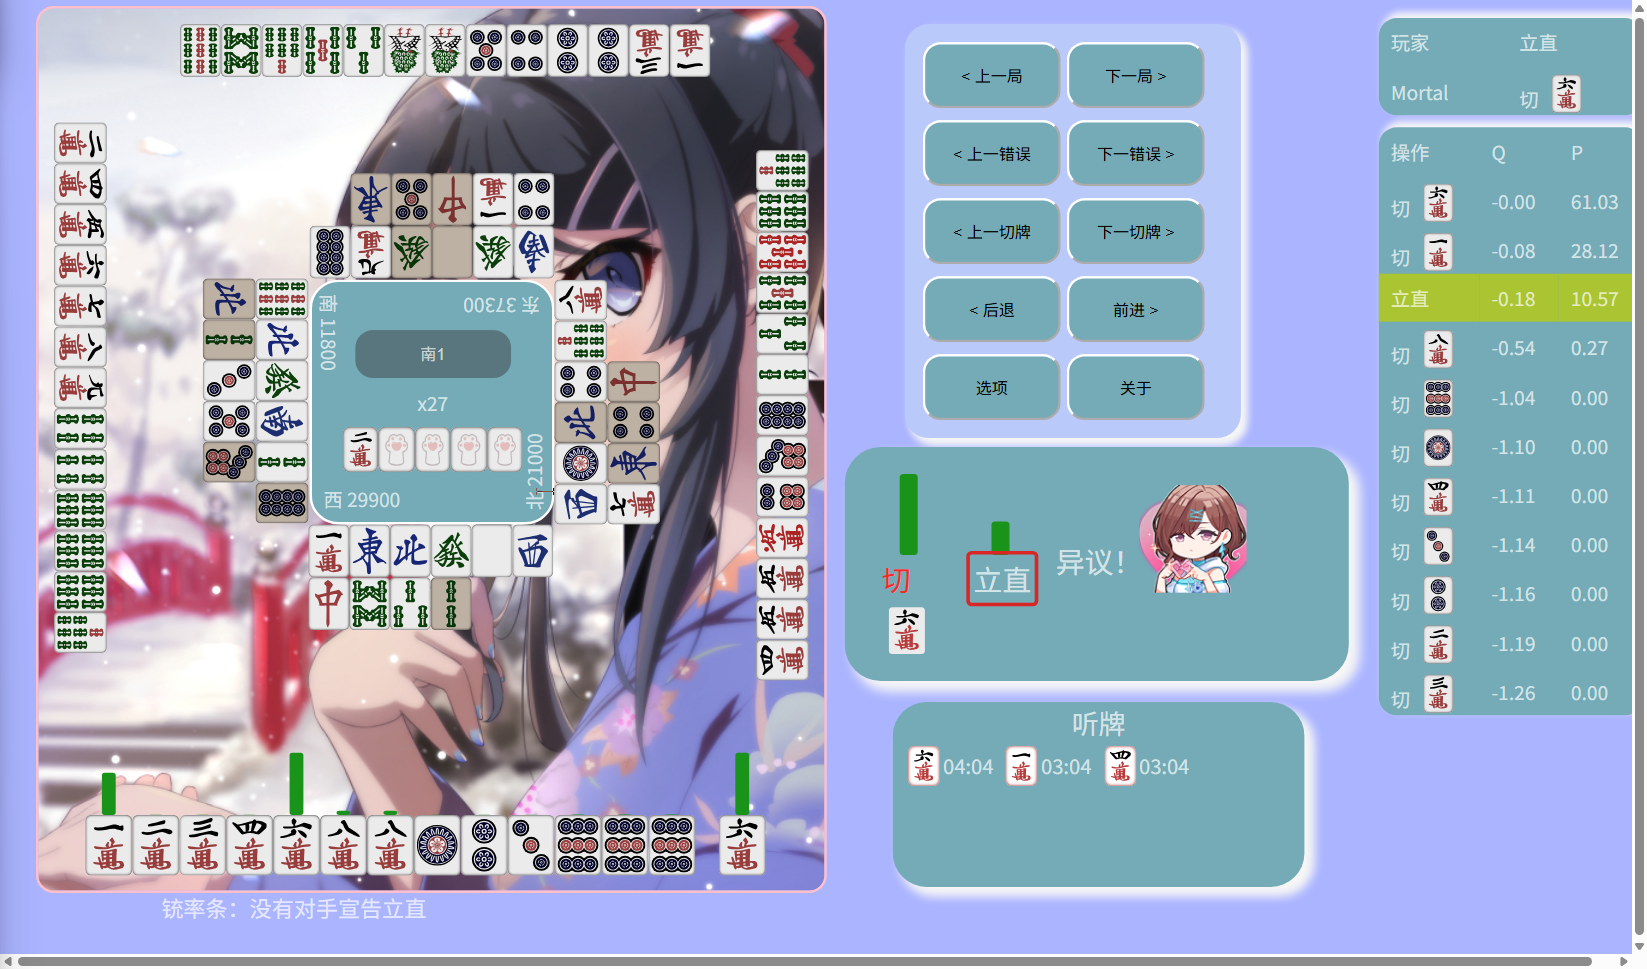 南 11800
东 37300
南1
x27
西 29900
北 21000
铳率条：没有对手宣告立直
< 上一局
下一局 >
< 上一错误
下一错误 >
< 上一切牌
下一切牌 >
< 后退
前进 >
选项
关于
切
立直
异议！
听牌
04:04 03:04 03:04
玩家 立直
Mortal 切
操作 Q P
切 -0.00 61.03
切 -0.08 28.12
立直 -0.18 10.57
切 -0.54 0.27
切 -1.04 0.00
切 -1.10 0.00
切 -1.11 0.00
切 -1.14 0.00
切 -1.16 0.00
切 -1.19 0.00
切 -1.26 0.00